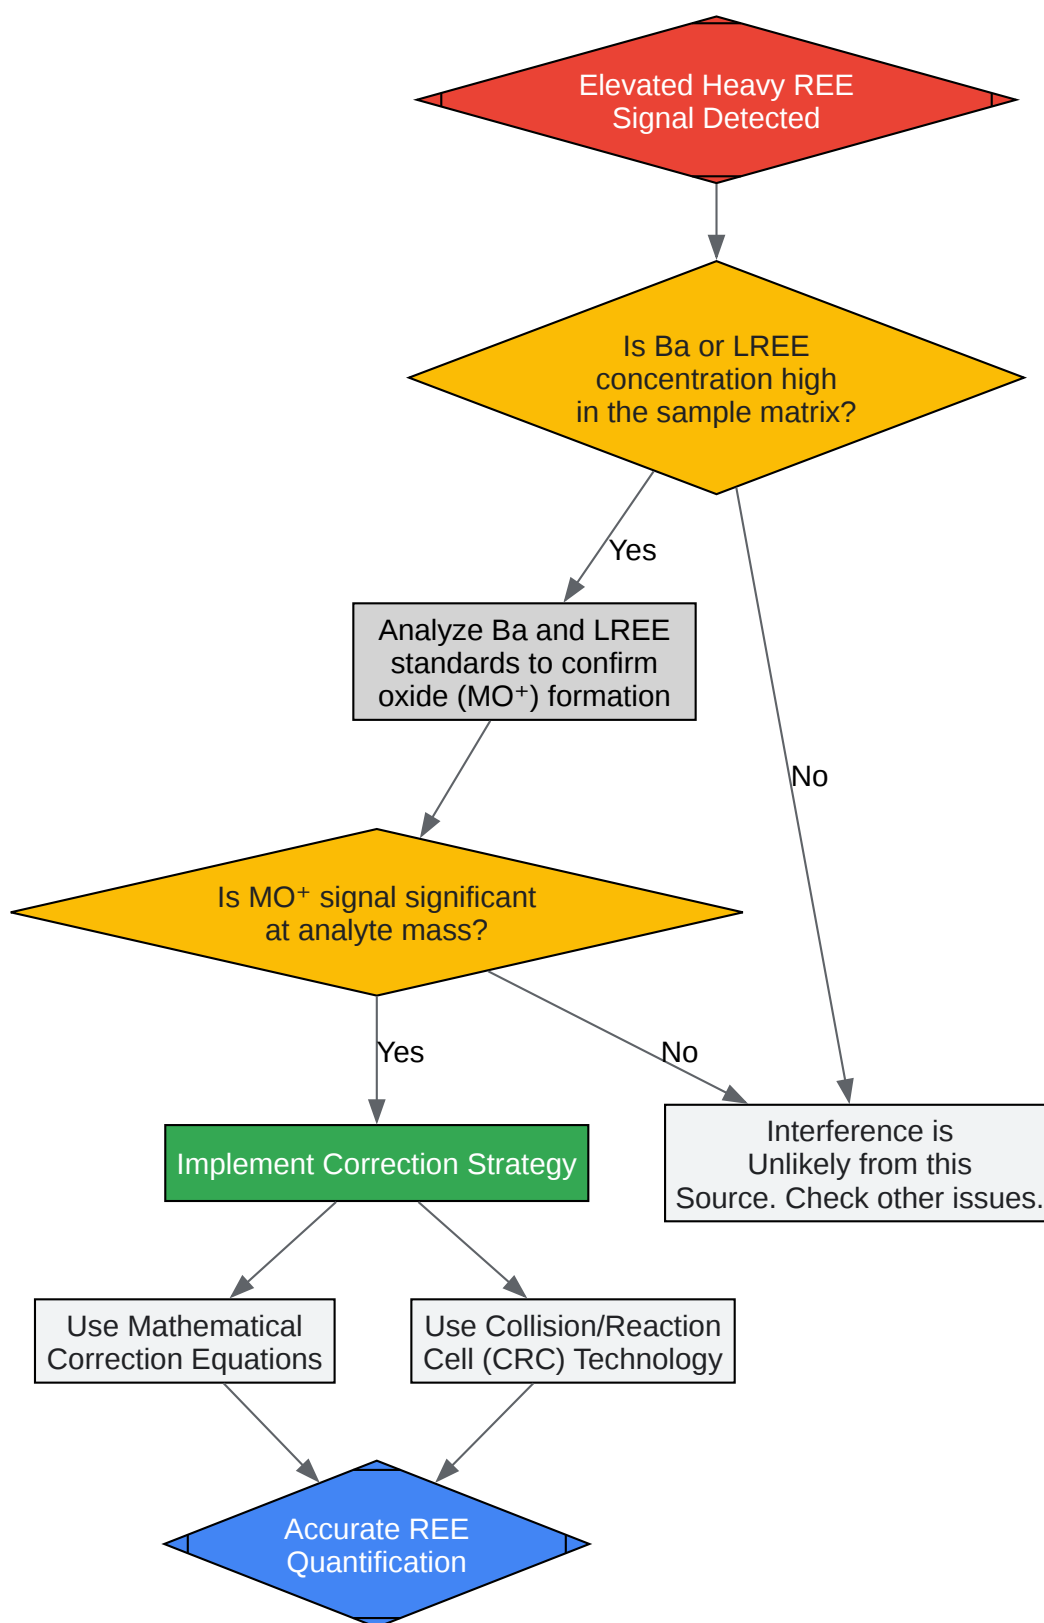 Elevated Heavy REE
Signal Detected
Is Ba or LREE
concentration high
in the sample matrix?
Yes
Analyze Ba and LREE
standards to confirm
oxide (MO⁺) formation
No
Is MO⁺ signal significant
at analyte mass?
Yes
No
Interference is
Unlikely from this
Source. Check other issues.
Implement Correction Strategy
Use Mathematical
Correction Equations
Use Collision/Reaction
Cell (CRC) Technology
Accurate REE
Quantification